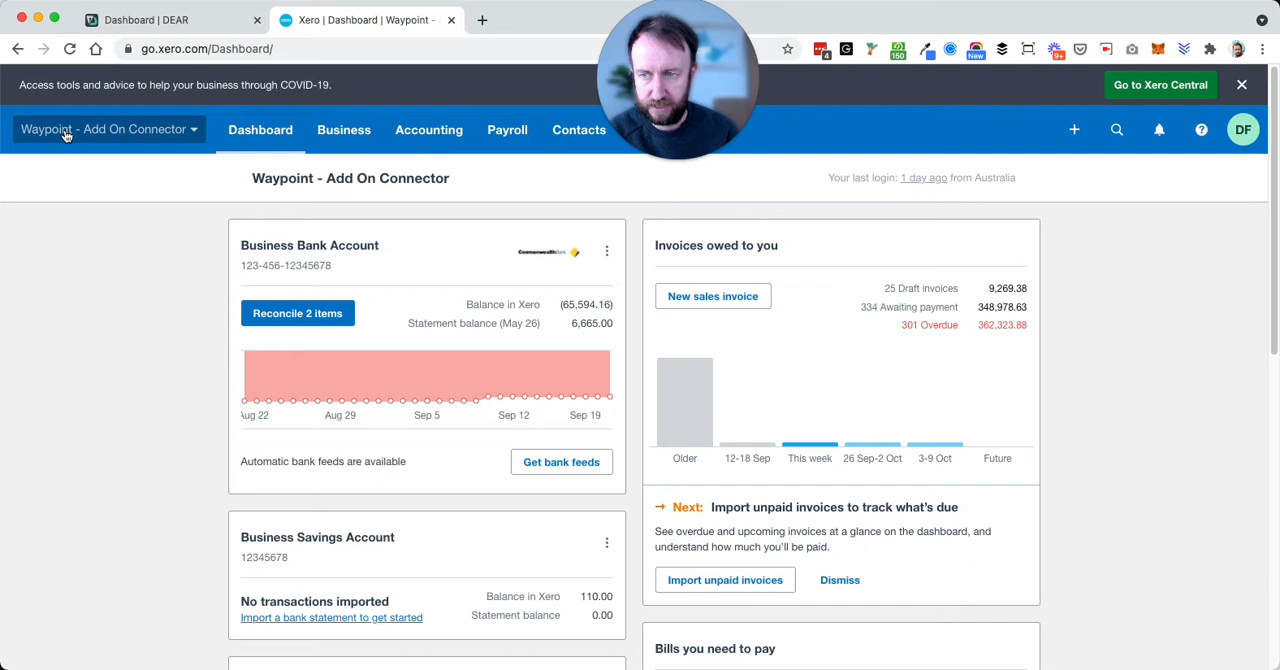 Dashboard | DEAR
Xero | Dashboard | Waypoint -
go.xero.com/Dashboard/
4
150
New
9+
Access tools and advice to help your business through COVID-19.
Go to Xero Central
Waypoint - Add On Connector
Dashboard
Business
Accounting
Payroll
Contacts
DF
Waypoint - Add On Connector
Your last login: 1 day ago from Australia
Business Bank Account
123-456-12345678
CommonwealthBank
Reconcile 2 items
Balance in Xero (65,594.16)
Statement balance (May 26) 6,665.00
Aug 22 Aug 29 Sep 5 Sep 12 Sep 19
Automatic bank feeds are available
Get bank feeds
Business Savings Account
12345678
No transactions imported
Import a bank statement to get started
Balance in Xero 110.00
Statement balance 0.00
Invoices owed to you
New sales invoice
25 Draft invoices 9,269.38
334 Awaiting payment 348,978.63
301 Overdue 362,323.88
Older 12-18 Sep This week 26 Sep-2 Oct 3-9 Oct Future
Next: Import unpaid invoices to track what's due
See overdue and upcoming invoices at a glance on the dashboard, and
understand how much you'll be paid.
Import unpaid invoices
Dismiss
Bills you need to pay